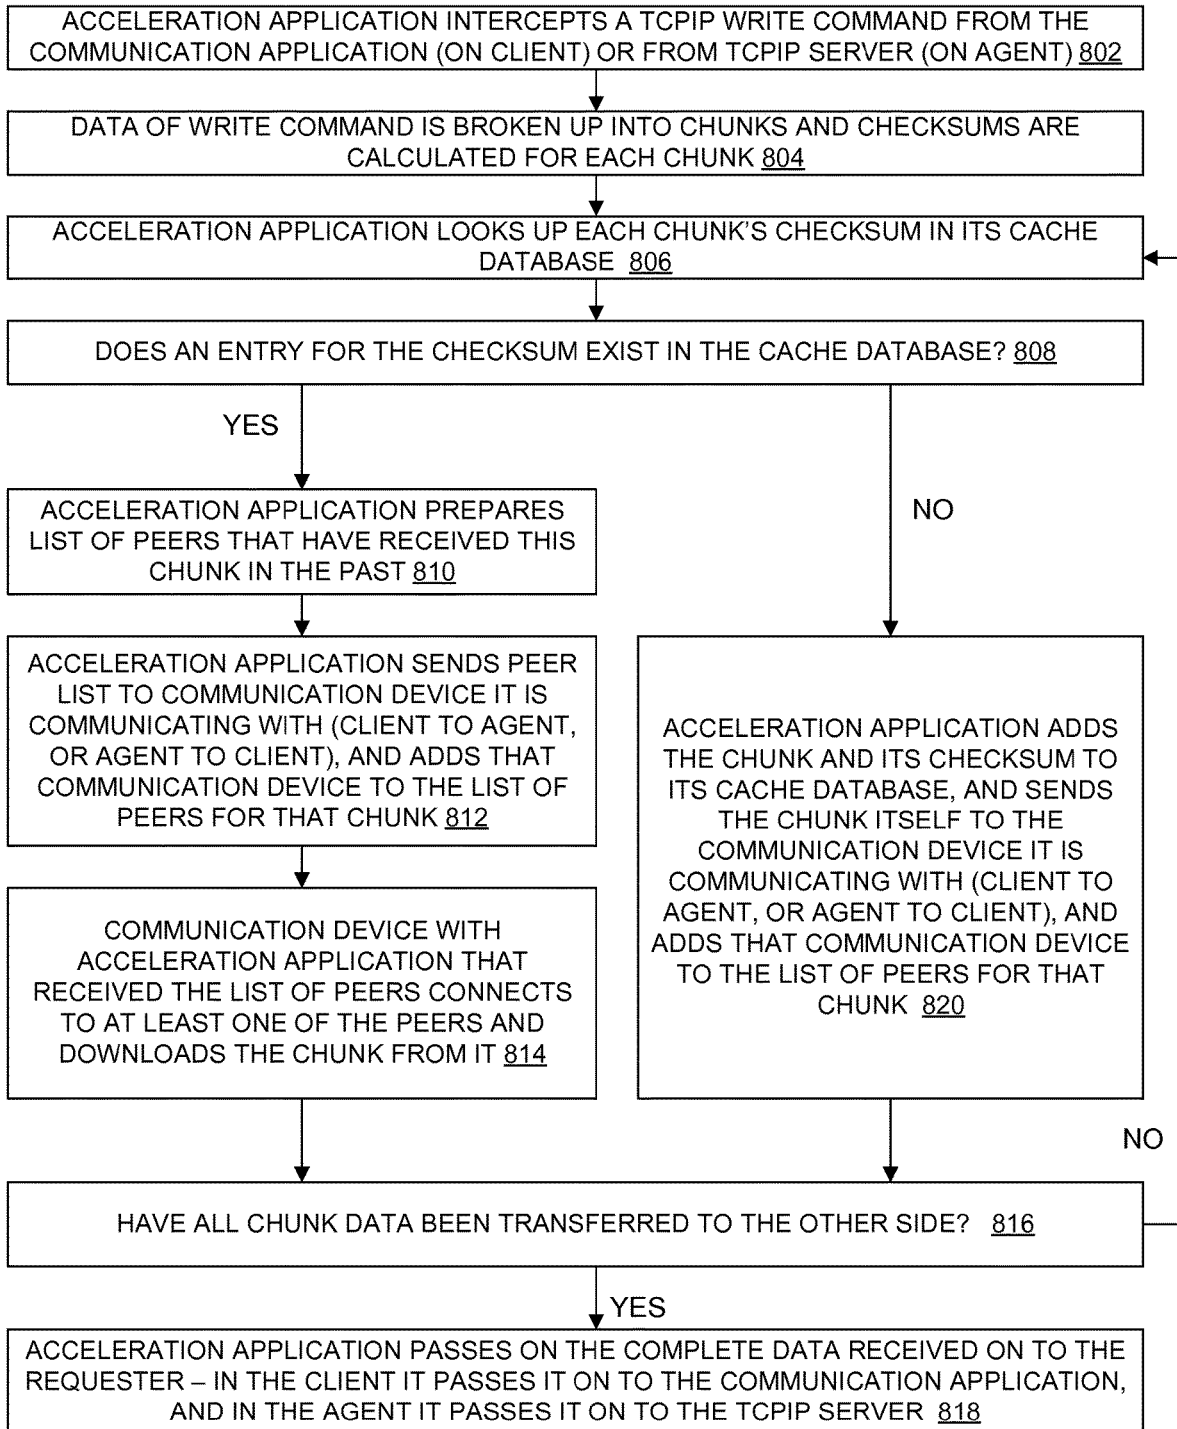 ACCELERATION APPLICATION INTERCEPTS A TCPIP WRITE COMMAND FROM THE
COMMUNICATION APPLICATION (ON CLIENT) OR FROM TCPIP SERVER (ON AGENT) 802
DATA OF WRITE COMMAND IS BROKEN UP INTO CHUNKS AND CHECKSUMS ARE
CALCULATED FOR EACH CHUNK 804
ACCELERATION APPLICATION LOOKS UP EACH CHUNK'S CHECKSUM IN ITS CACHE
DATABASE 806
DOES AN ENTRY FOR THE CHECKSUM EXIST IN THE CACHE DATABASE? 808
YES
NO
ACCELERATION APPLICATION PREPARES
LIST OF PEERS THAT HAVE RECEIVED THIS
CHUNK IN THE PAST 810
ACCELERATION APPLICATION SENDS PEER
LIST TO COMMUNICATION DEVICE IT IS
COMMUNICATING WITH (CLIENT TO AGENT,
OR AGENT TO CLIENT), AND ADDS THAT
COMMUNICATION DEVICE TO THE LIST OF
PEERS FOR THAT CHUNK 812
COMMUNICATION DEVICE WITH
ACCELERATION APPLICATION THAT
RECEIVED THE LIST OF PEERS CONNECTS
TO AT LEAST ONE OF THE PEERS AND
DOWNLOADS THE CHUNK FROM IT 814
ACCELERATION APPLICATION ADDS
THE CHUNK AND ITS CHECKSUM TO
ITS CACHE DATABASE, AND SENDS
THE CHUNK ITSELF TO THE
COMMUNICATION DEVICE IT IS
COMMUNICATING WITH (CLIENT TO
AGENT, OR AGENT TO CLIENT), AND
ADDS THAT COMMUNICATION DEVICE
TO THE LIST OF PEERS FOR THAT
CHUNK 820
NO
HAVE ALL CHUNK DATA BEEN TRANSFERRED TO THE OTHER SIDE? 816
YES
ACCELERATION APPLICATION PASSES ON THE COMPLETE DATA RECEIVED ON TO THE
REQUESTER – IN THE CLIENT IT PASSES IT ON TO THE COMMUNICATION APPLICATION,
AND IN THE AGENT IT PASSES IT ON TO THE TCPIP SERVER 818